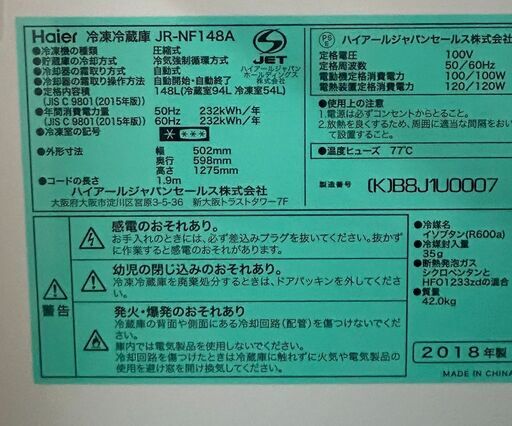 Haier 冷凍冷蔵庫 JR-NF148A
●冷凍機の種類 圧縮式
●貯蔵庫の冷却方式 冷気強制循環方式
●冷却器の霜取り方式 自動
●冷却器の霜取り操作方法 自動開始・自動終了
●定格内容積 148L(冷蔵室94L 冷凍室54L)
(JIS C 9801(2015年版))
●年間消費電力量 50Hz 232kWh/年
(JIS C 9801(2015年版)) 60Hz 232kWh/年
●冷凍室の記号
●外形寸法 幅 502mm
奥行 598mm
高さ 1275mm
●コードの長さ 1.9m
ハイアールジャパンセールス株式会社
大阪府大阪市淀川区宮原3-5-36 新大阪トラストタワー7F
JET
ハイアールジャパン
ホールディングス
株式会社
PS
E
ハイアールジャパンセールス株式会社
定格電圧 100V
定格周波数 50/60Hz
電動機定格消費電力 100/100W
電熱装置定格消費電力 120/120W
●使用上の注意
1.電源は必ずコンセントからとること。
2.放熱を良くするため、周囲に適当な間隔をおいて設置すること。
●温度ヒューズ 77℃
製造番号 (K)B8J1U0007
警告
感電のおそれあり。
お手入れのときには、必ず差込みプラグを抜いてください。抜かず
に作業すると感電するおそれがあります。
幼児の閉じ込めのおそれあり。
冷凍冷蔵庫を廃棄処分するときは、ドアパッキンを外してください。
発火・爆発のおそれあり
冷蔵庫の背面や側面にある冷却回路(配管)を傷つけないでくださ
い。
庫内では電気製品を使用しないでください。
冷却回路を傷つけたときは冷蔵庫に触れずに火気や電気製品の
使用を避け窓を開け換気してください。
●冷媒名
イソブタン(R600a)
●冷媒封入量
35g
●断熱発泡ガス
シクロペンタンと
HFO1233zdの混合
●質量
42.0kg
2018年製
MADE IN CHINA